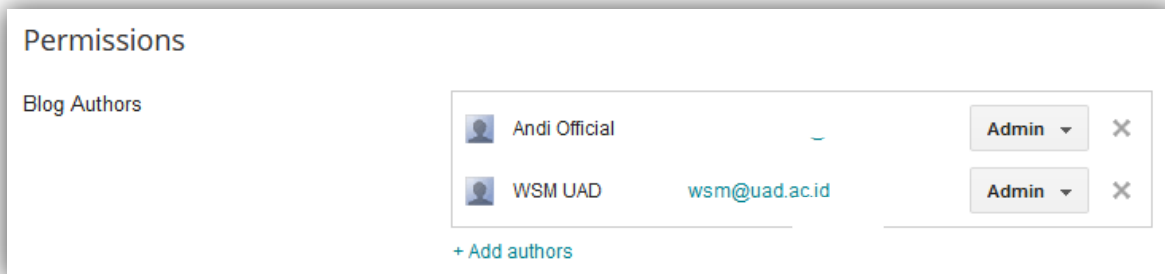 Permissions
Blog Authors
Andi Official Admin
WSM UAD wsm@uad.ac.id Admin
+ Add authors